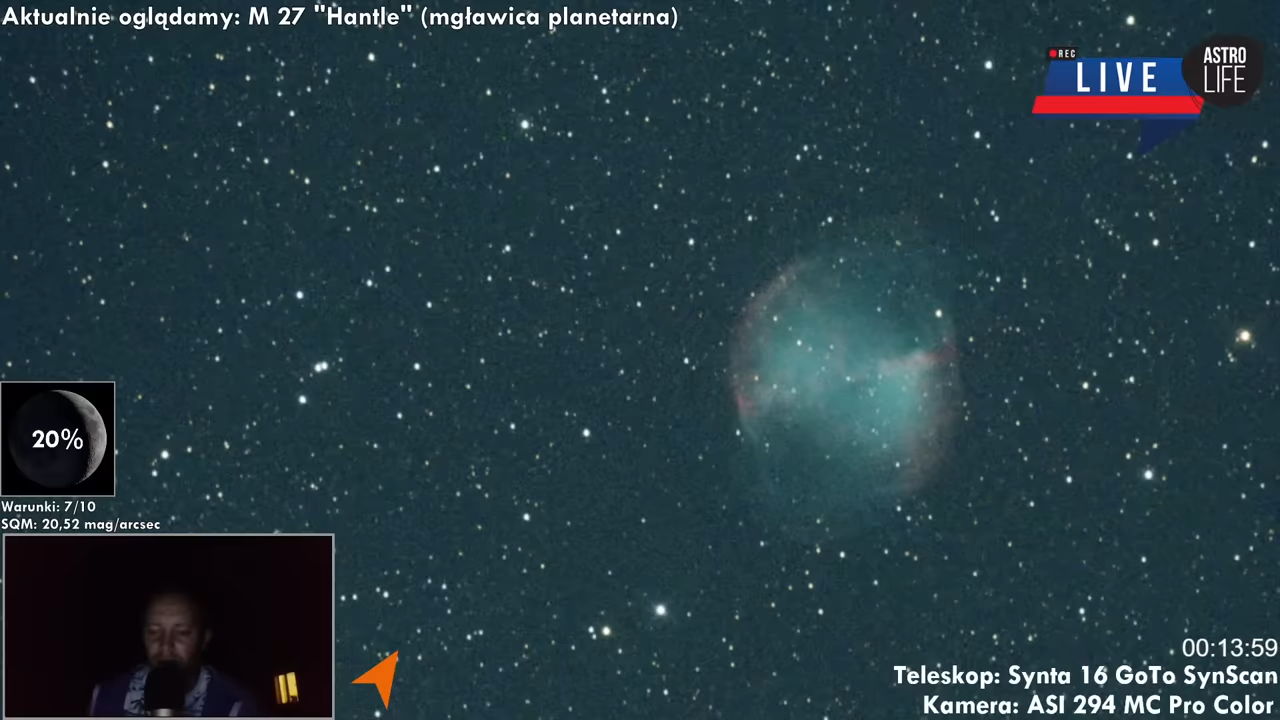 Aktualnie oglądamy: M 27 "Hantle" (mgławica planetarna)
REC
LIVE
ASTRO
LIFE
20%
Warunki: 7/10
SQM: 20,52 mag/arcsec
00:13:59
Teleskop: Synta 16 GoTo SynScan
Kamera: ASI 294 MC Pro Color